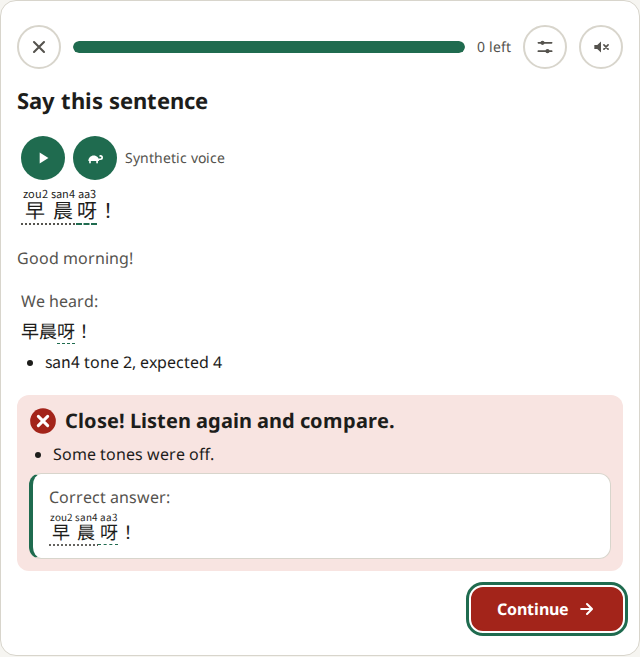 0 left
Say this sentence
Synthetic voice
zou2 san4 aa3
早晨呀！
Good morning!
We heard:
早晨呀！
• san4 tone 2, expected 4
Close! Listen again and compare.
• Some tones were off.
Correct answer:
zou2 san4 aa3
早晨呀！
Continue